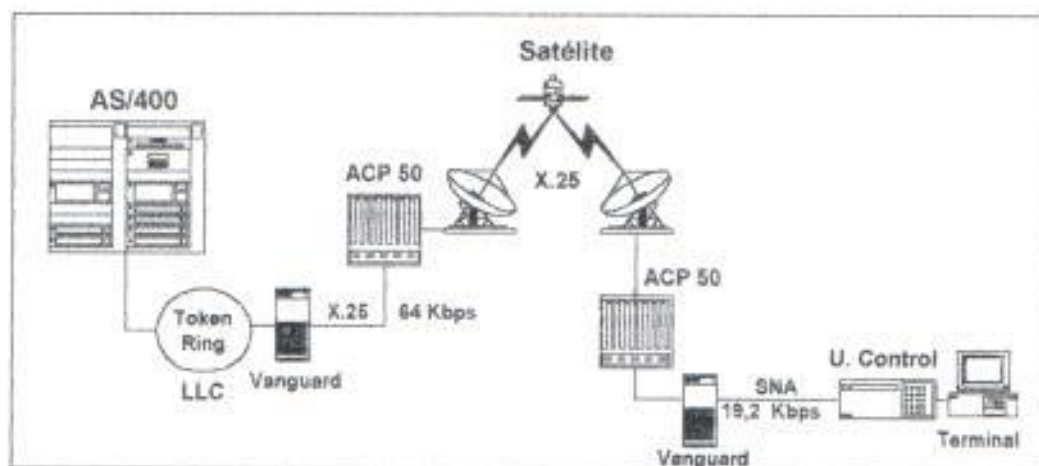 Satélite
AS/400
ACP 50
X.25
ACP 50
Token
Ring
X.25
64 Kbps
LLC
Vanguard
U. Control
SNA
19,2 Kbps
Vanguard
Terminal